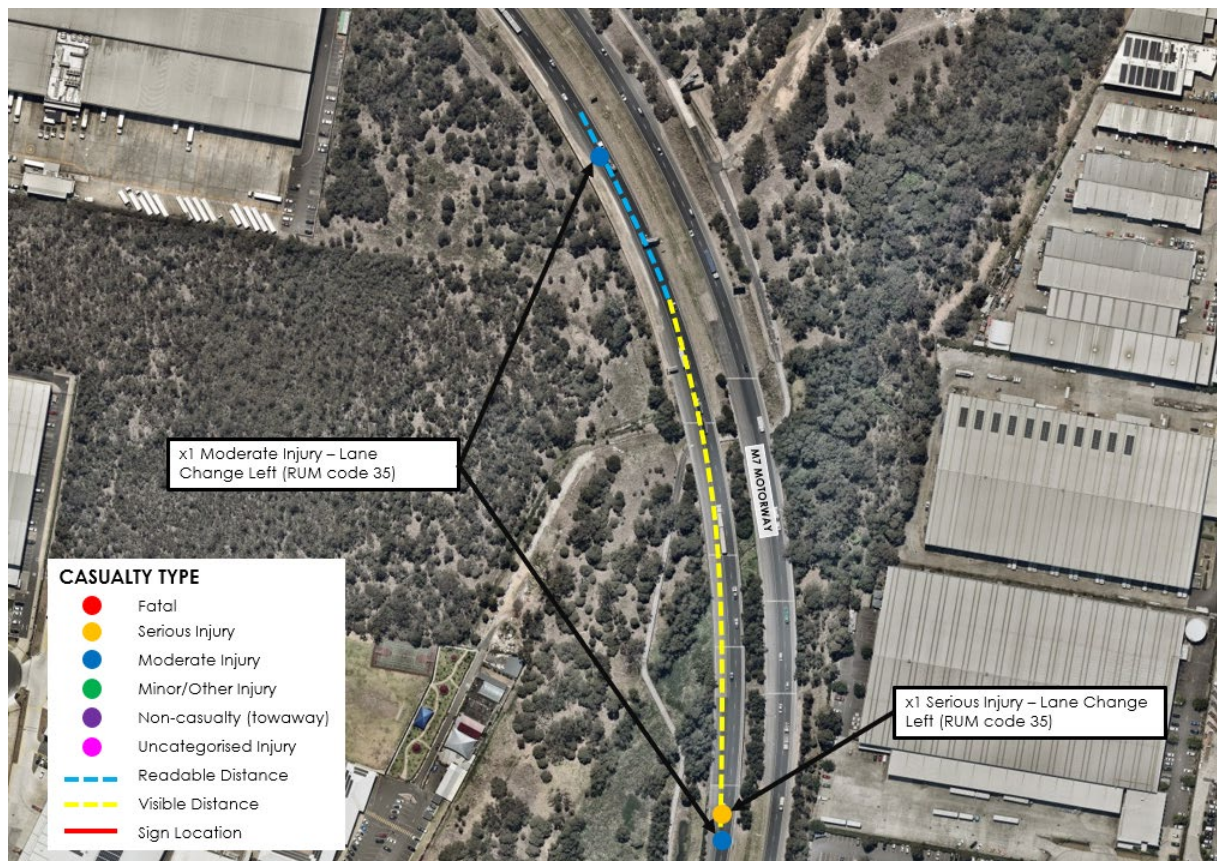 x1 Moderate Injury – Lane
Change Left (RUM code 35)
M7 MOTORWAY
CASUALTY TYPE
Fatal
Serious Injury
Moderate Injury
Minor/Other Injury
Non-casualty (towaway)
Uncategorised Injury
Readable Distance
Visible Distance
Sign Location
x1 Serious Injury – Lane Change
Left (RUM code 35)